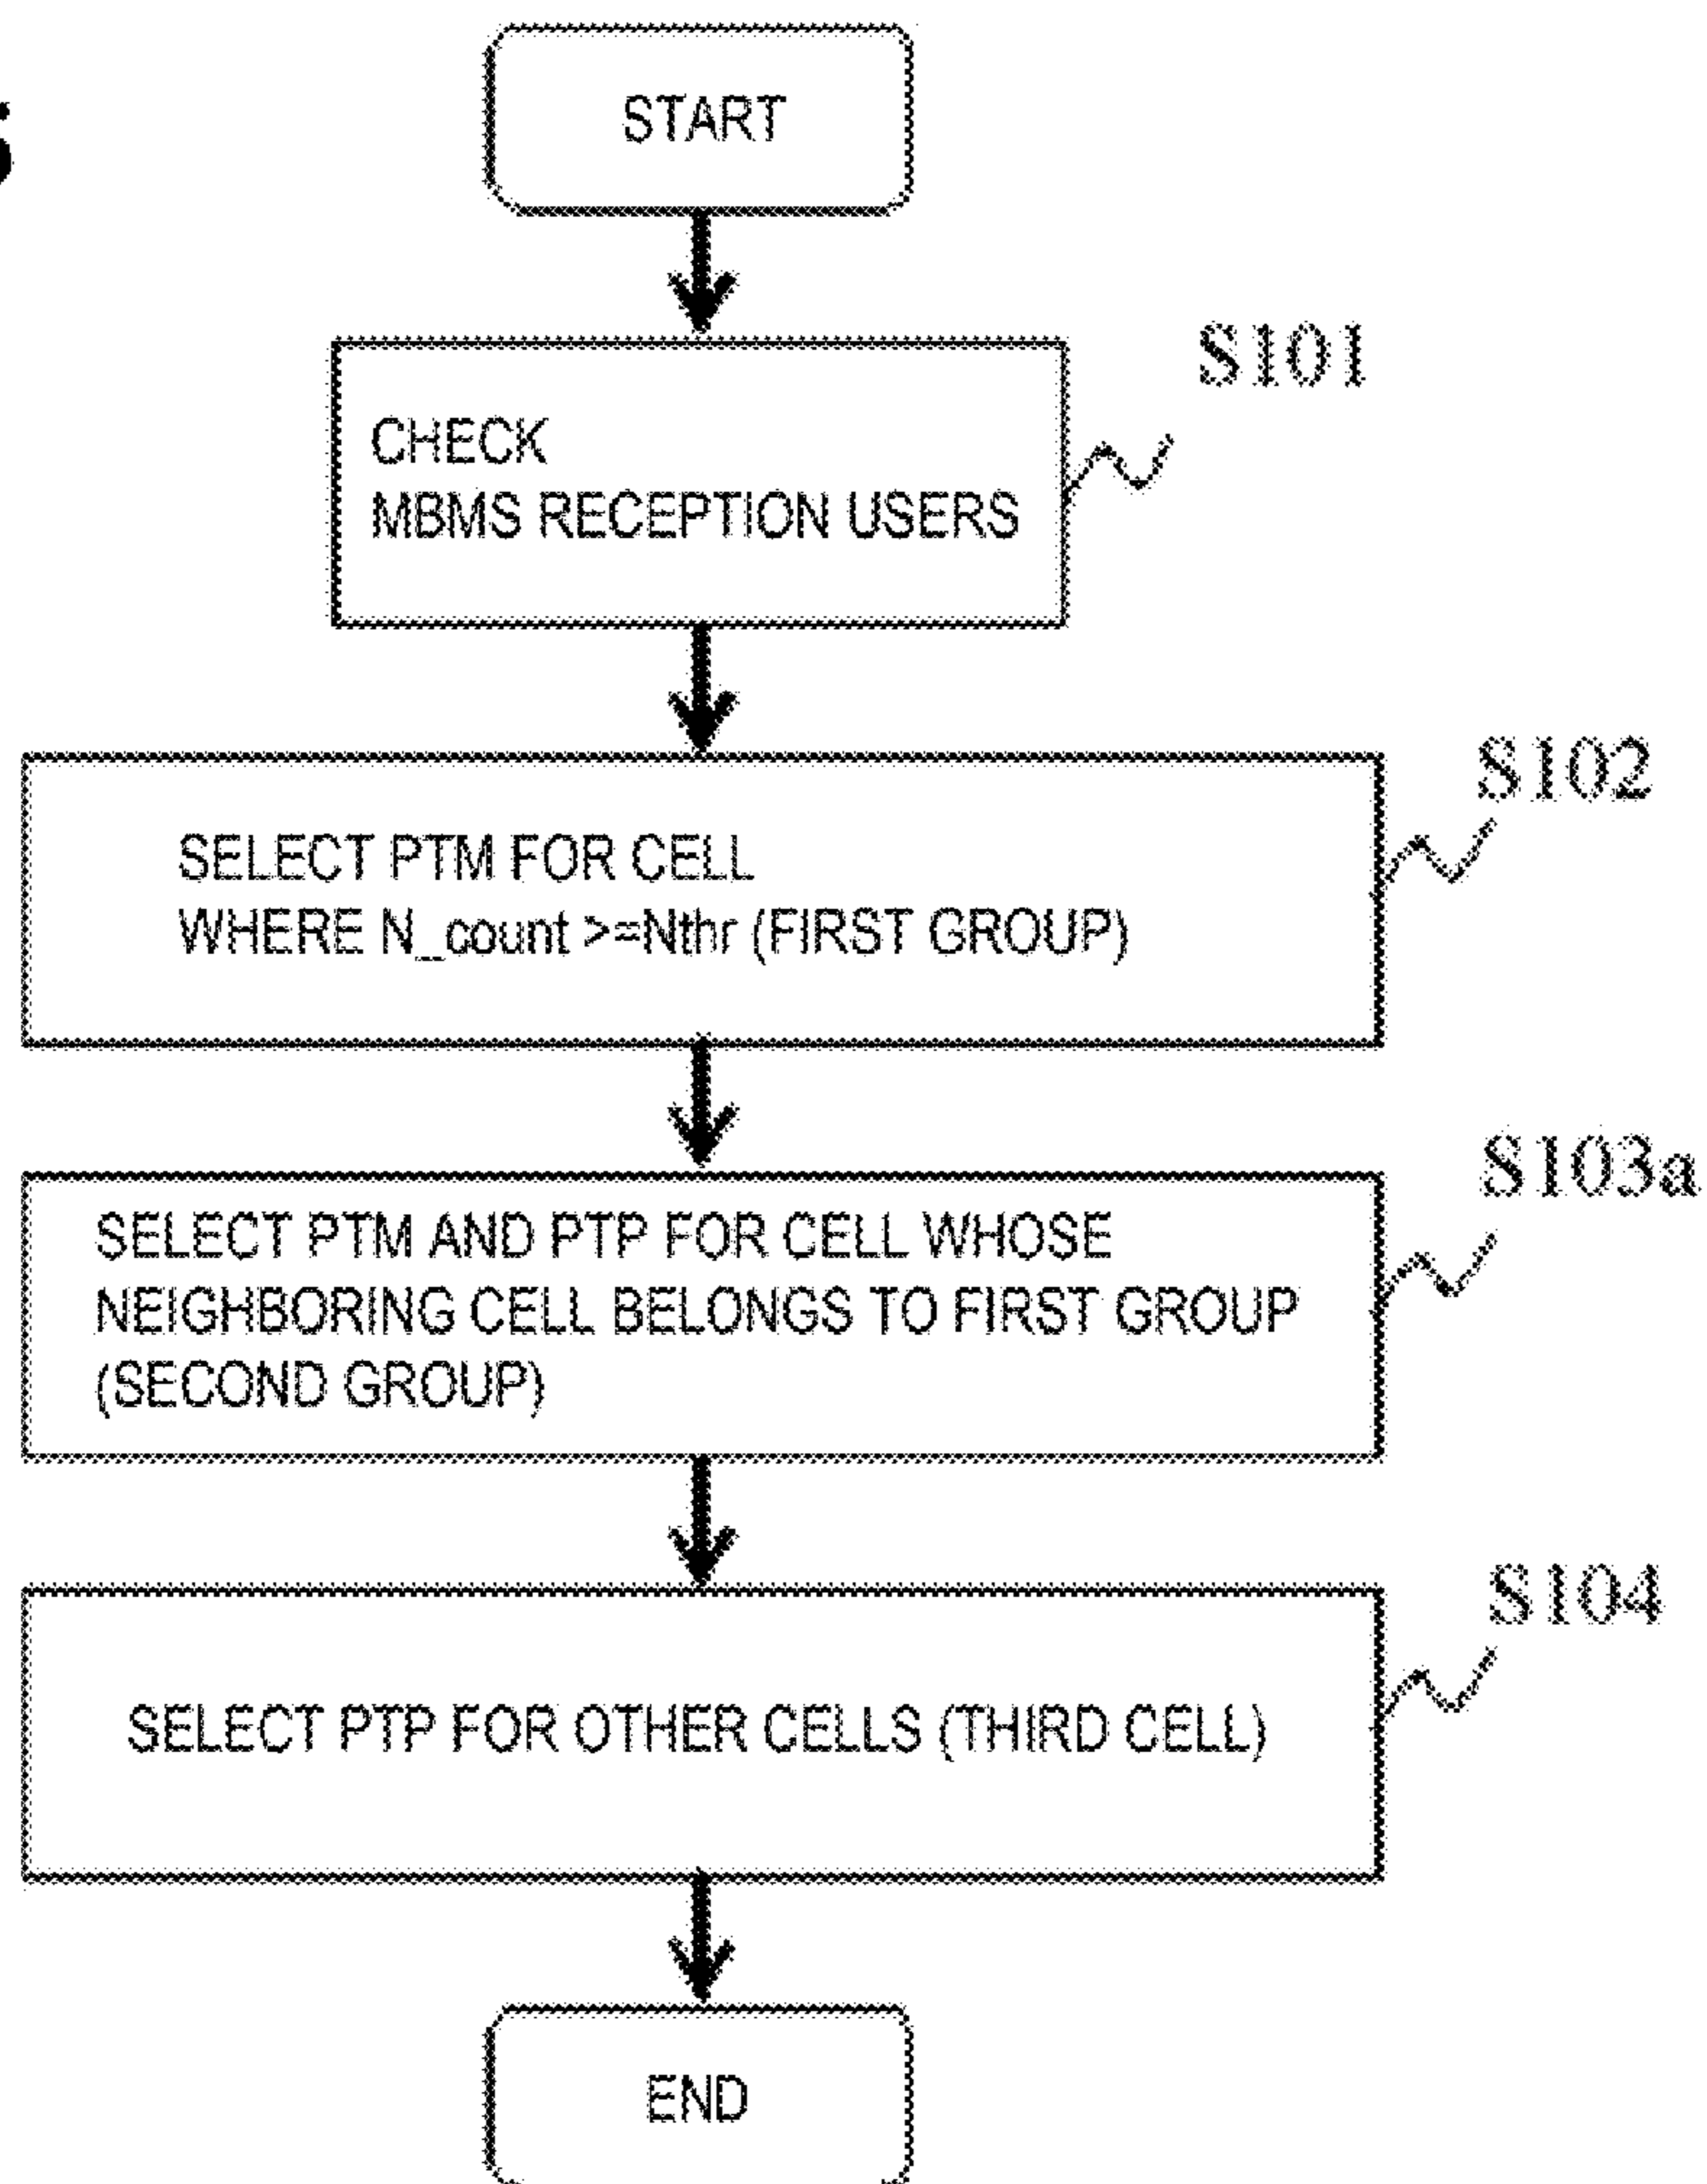 START
S101
CHECK
MBMS RECEPTION USERS
S102
SELECT PTM FOR CELL
WHERE N_count >=Nthr (FIRST GROUP)
S103a
SELECT PTM AND PTP FOR CELL WHOSE
NEIGHBORING CELL BELONGS TO FIRST GROUP
(SECOND GROUP)
S104
SELECT PTP FOR OTHER CELLS (THIRD CELL)
END